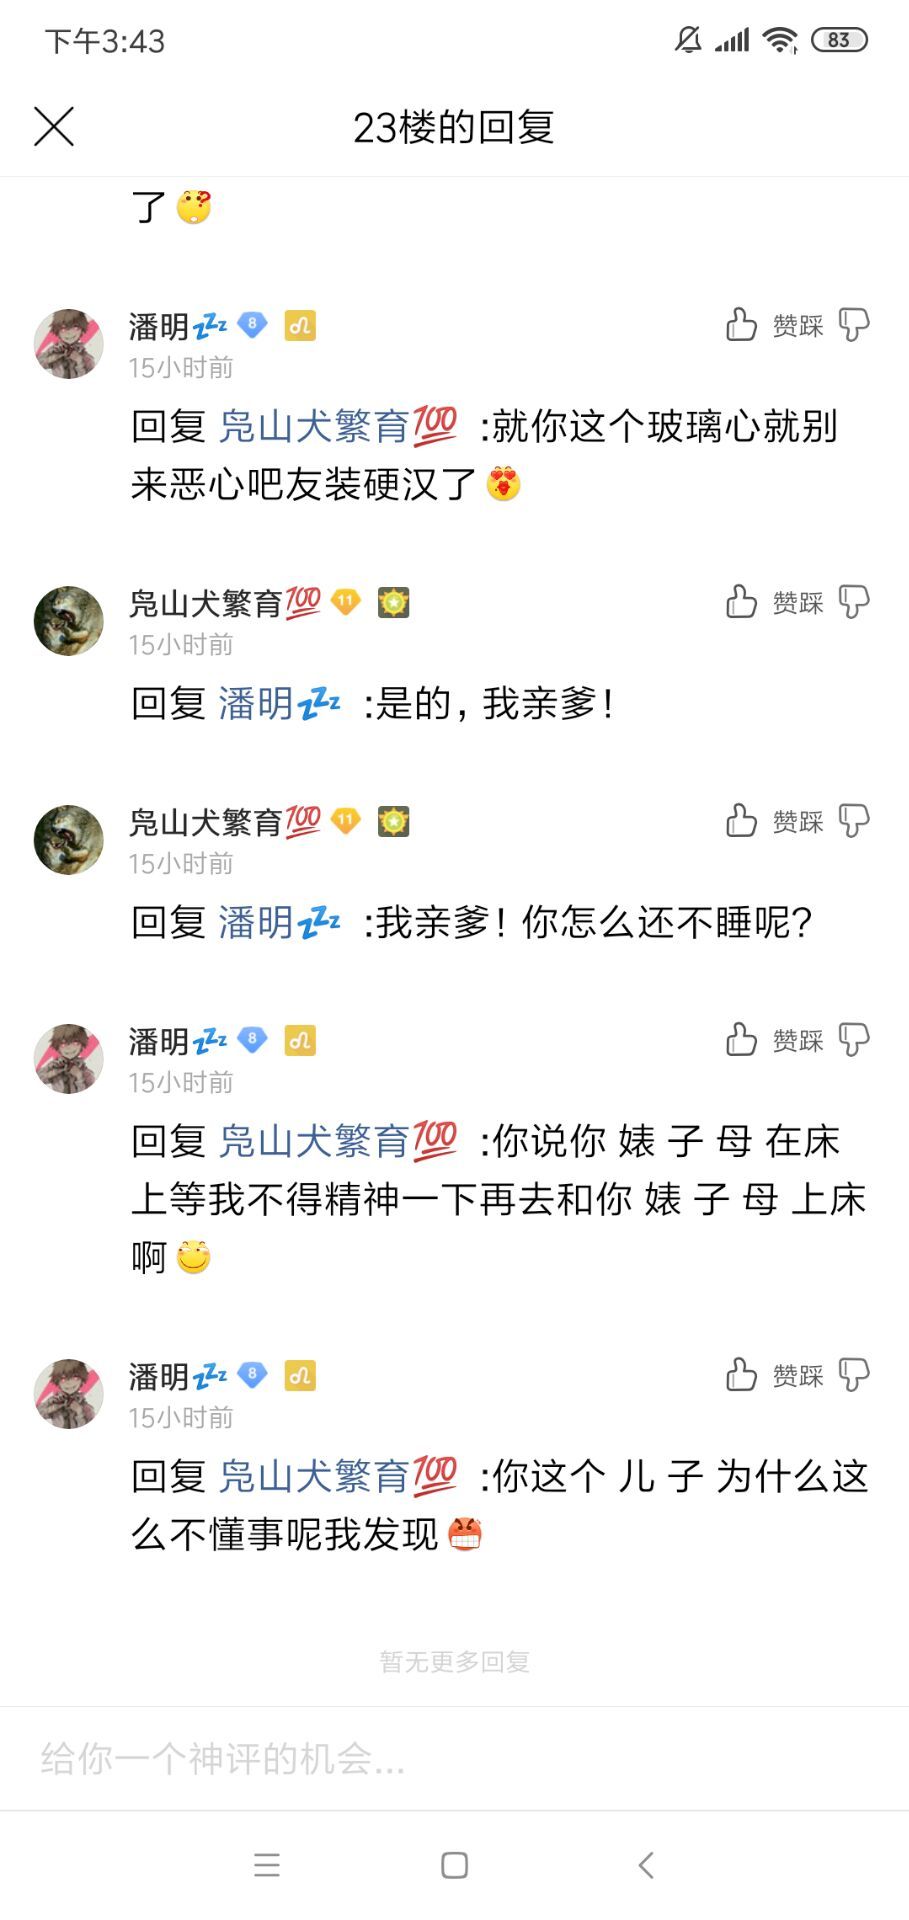 下午3:43
83
23楼的回复
了
潘明💤 8
赞踩
15小时前
回复 凫山犬繁育💯 :就你这个玻璃心就别
来恶心吧友装硬汉了
凫山犬繁育💯 11
赞踩
15小时前
回复 潘明💤 :是的，我亲爹！
凫山犬繁育💯 11
赞踩
15小时前
回复 潘明💤 :我亲爹！你怎么还不睡呢？
潘明💤 8
赞踩
15小时前
回复 凫山犬繁育💯 :你说你 婊 子 母 在床
上等我不得精神一下再去和你 婊 子 母 上床
啊
潘明💤 8
赞踩
15小时前
回复 凫山犬繁育💯 :你这个 儿 子 为什么这
么不懂事呢我发现
暂无更多回复
给你一个神评的机会...